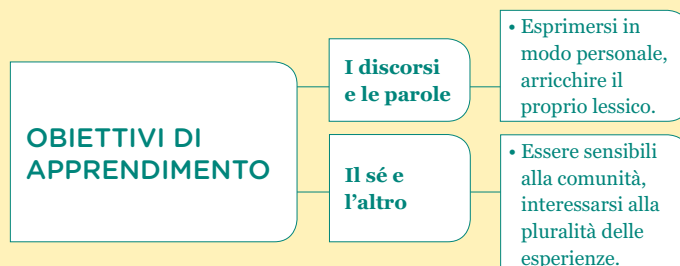 OBIETTIVI DI
APPRENDIMENTO
I discorsi
e le parole
• Esprimersi in
modo personale,
arricchire il
proprio lessico.
Il sé e
l'altro
• Essere sensibili
alla comunità,
interessarsi alla
pluralità delle
esperienze.